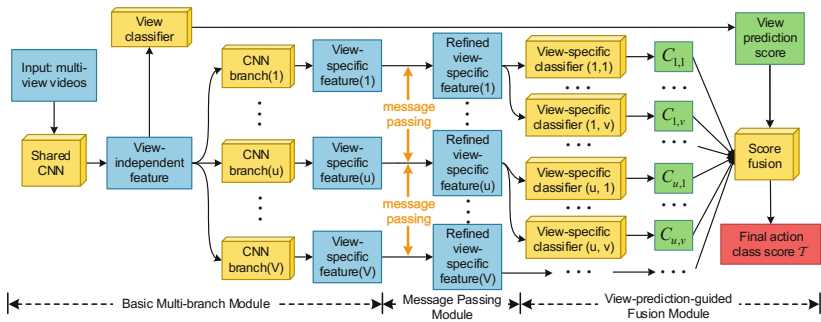 View
classifier
View
prediction
score
Input: multi-
view videos
Shared
CNN
View-
independent
feature
CNN
branch(1)
View-
specific
feature(1)
Refined
view-specific
feature(1)
View-specific
classifier (1,1)
C1,1
message
passing
View-specific
classifier (1, v)
C1,v
CNN
branch(u)
View-
specific
feature(u)
Refined
view-specific
feature(u)
View-specific
classifier (u, 1)
Cu,1
Score
fusion
message
passing
View-specific
classifier (u, v)
Cu,v
CNN
branch(V)
View-
specific
feature(V)
Refined
view-specific
feature(V)
Final action
class score 𝒯
Basic Multi-branch Module
Message Passing
Module
View-prediction-guided
Fusion Module